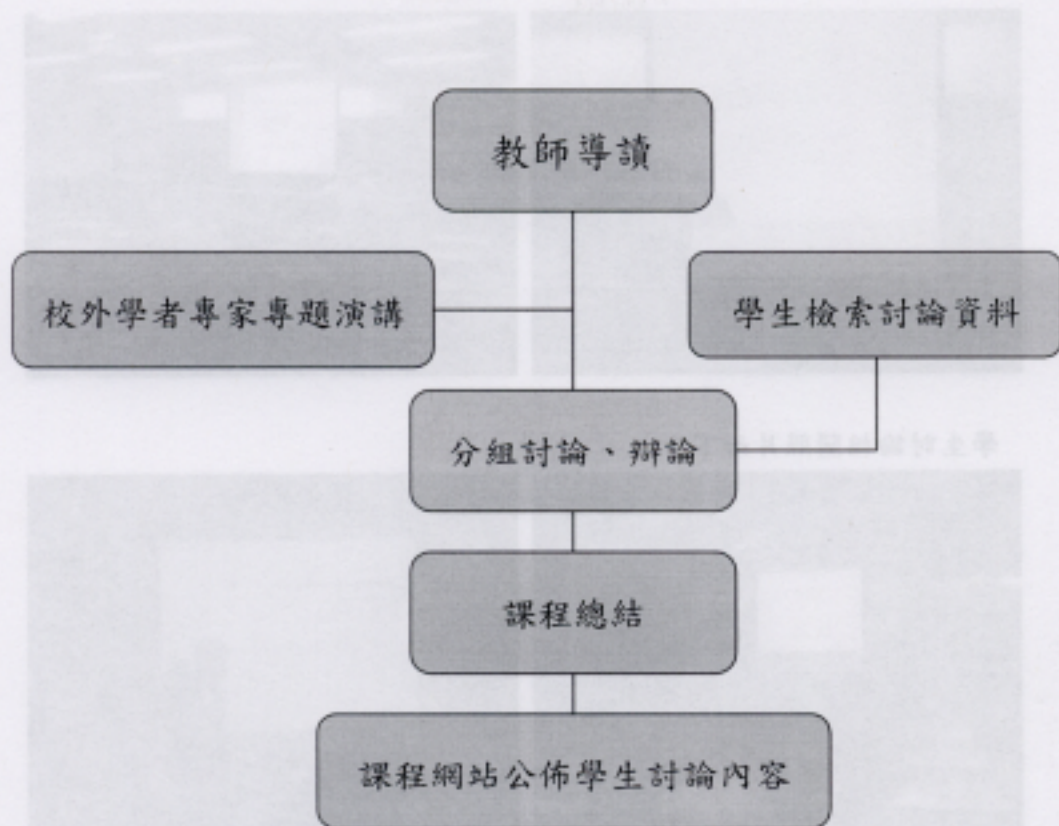 教師導讀
校外學者專家專題演講
學生檢索討論資料
分組討論、辯論
課程總結
課程網站公佈學生討論內容